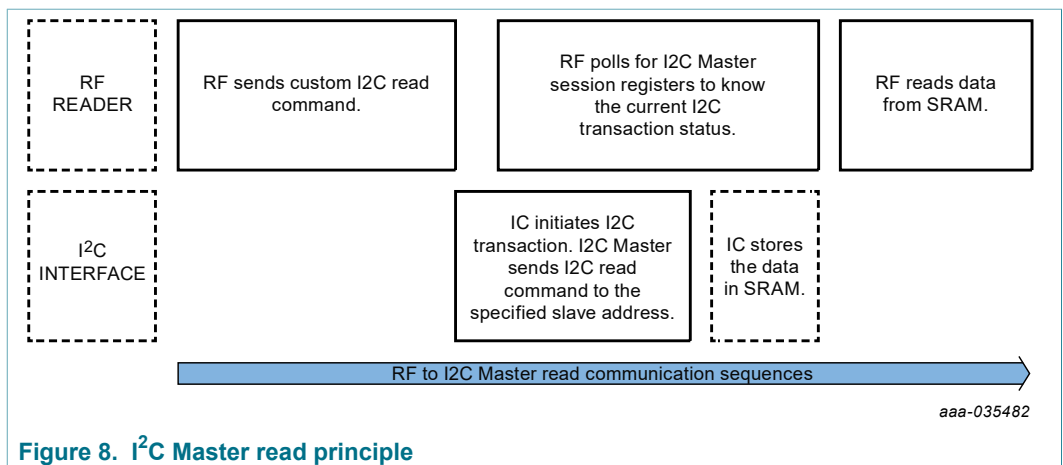 RF
READER
RF sends custom I2C read
command.
RF polls for I2C Master
session registers to know
the current I2C
transaction status.
RF reads data
from SRAM.
I2C
INTERFACE
IC initiates I2C
transaction. I2C Master
sends I2C read
command to the
specified slave address.
IC stores
the data
in SRAM.
RF to I2C Master read communication sequences
aaa-035482
Figure 8. I2C Master read principle